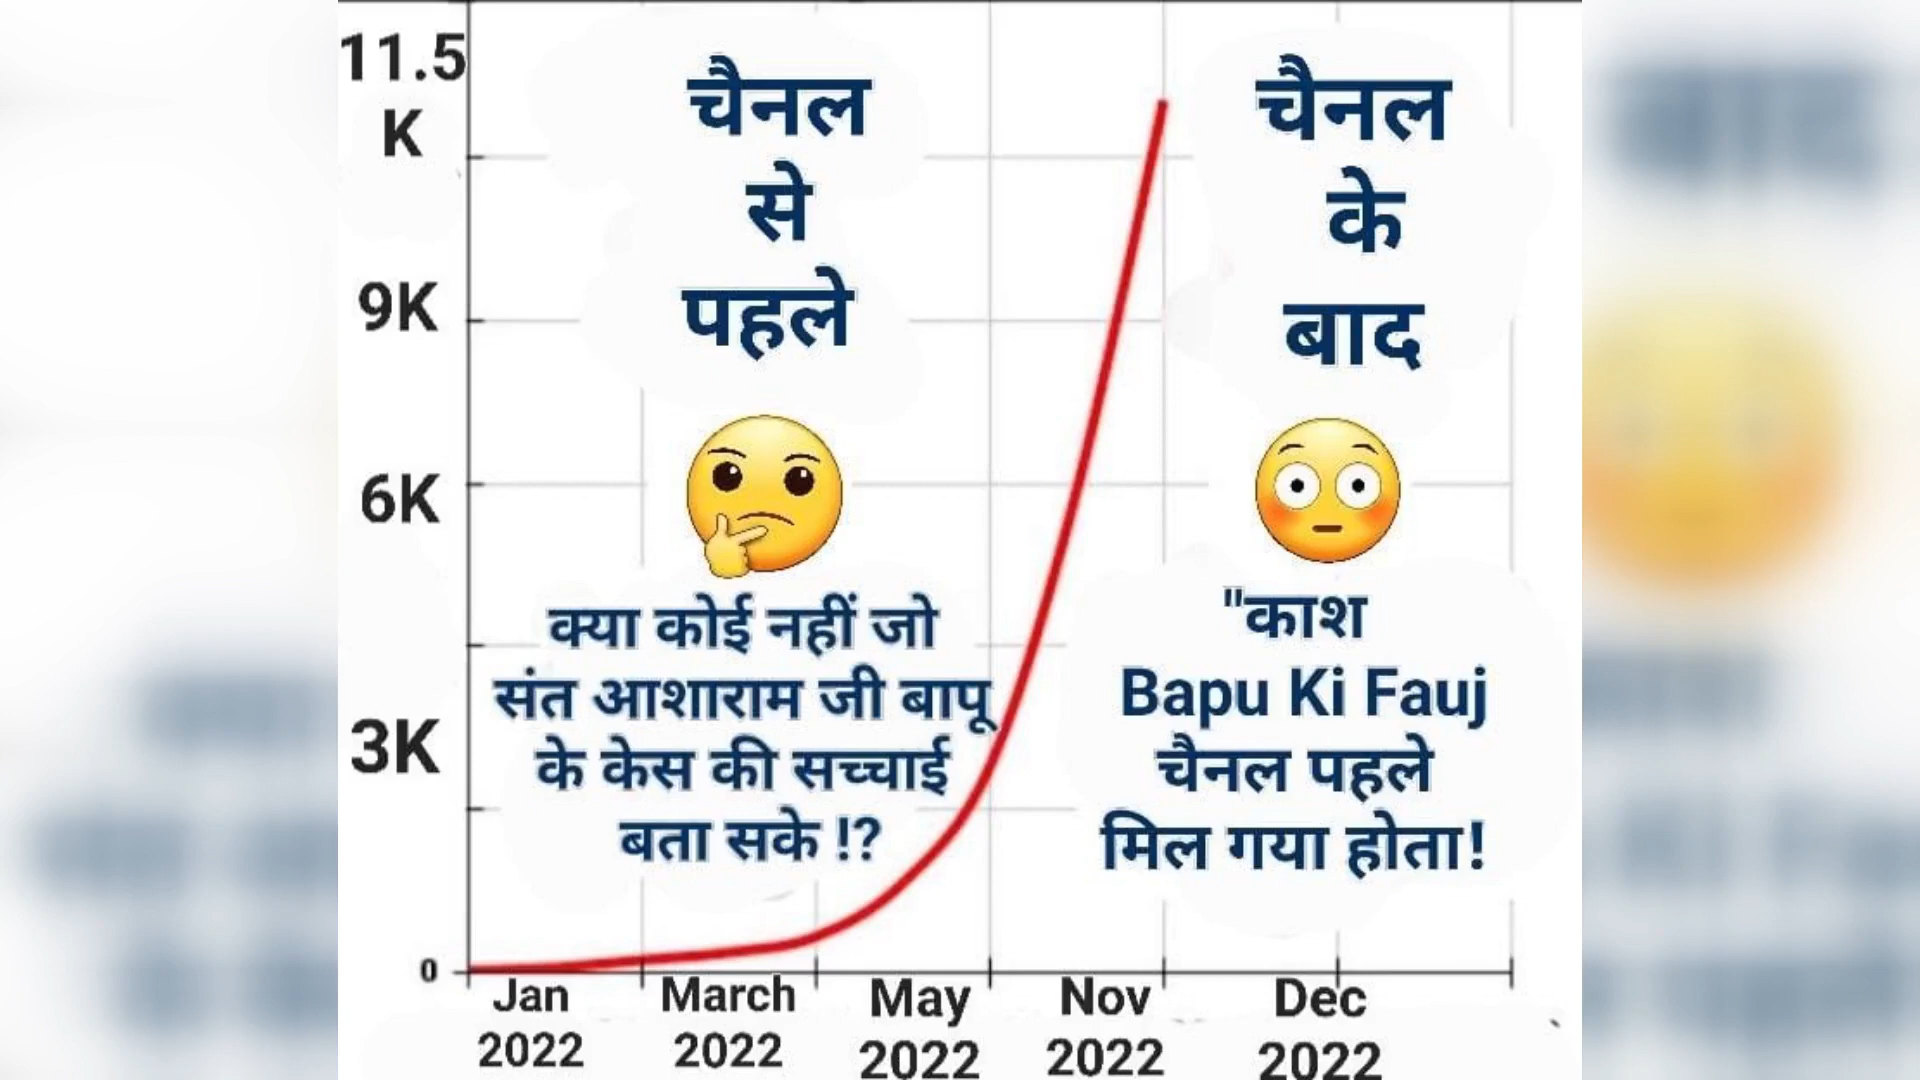 11.5
K
9K
6K
3K
0
चैनल
से
पहले
क्या कोई नहीं जो
संत आशाराम जी बापू
के केस की सच्चाई
बता सके !?
चैनल
के
बाद
"काश
Bapu Ki Fauj
चैनल पहले
मिल गया होता!
Jan
2022
March
2022
May
2022
Nov
2022
Dec
2022